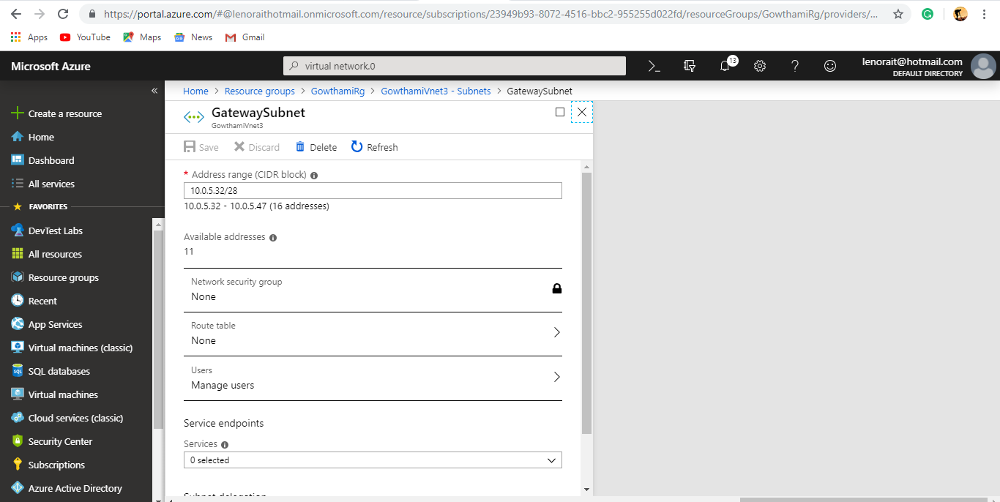 https://portal.azure.com/#@lenoraithotmail.onmicrosoft.com/resource/subscriptions/23949b93-8072-4516-bbc2-955255d022fd/resourceGroups/GowthamiRg/providers/...
Apps YouTube Maps News Gmail
Microsoft Azure
virtual network.0
13
lenorait@hotmail.com
DEFAULT DIRECTORY
Home > Resource groups > GowthamiRg > GowthamiVnet3 - Subnets > GatewaySubnet
Create a resource
Home
Dashboard
All services
FAVORITES
DevTest Labs
All resources
Resource groups
Recent
App Services
Virtual machines (classic)
SQL databases
Virtual machines
Cloud services (classic)
Security Center
Subscriptions
Azure Active Directory
GatewaySubnet
GowthamiVnet3
Save Discard Delete Refresh
* Address range (CIDR block)
10.0.5.32/28
10.0.5.32 - 10.0.5.47 (16 addresses)
Available addresses
11
Network security group
None
Route table
None
Users
Manage users
Service endpoints
Services
0 selected
Subnet delegation